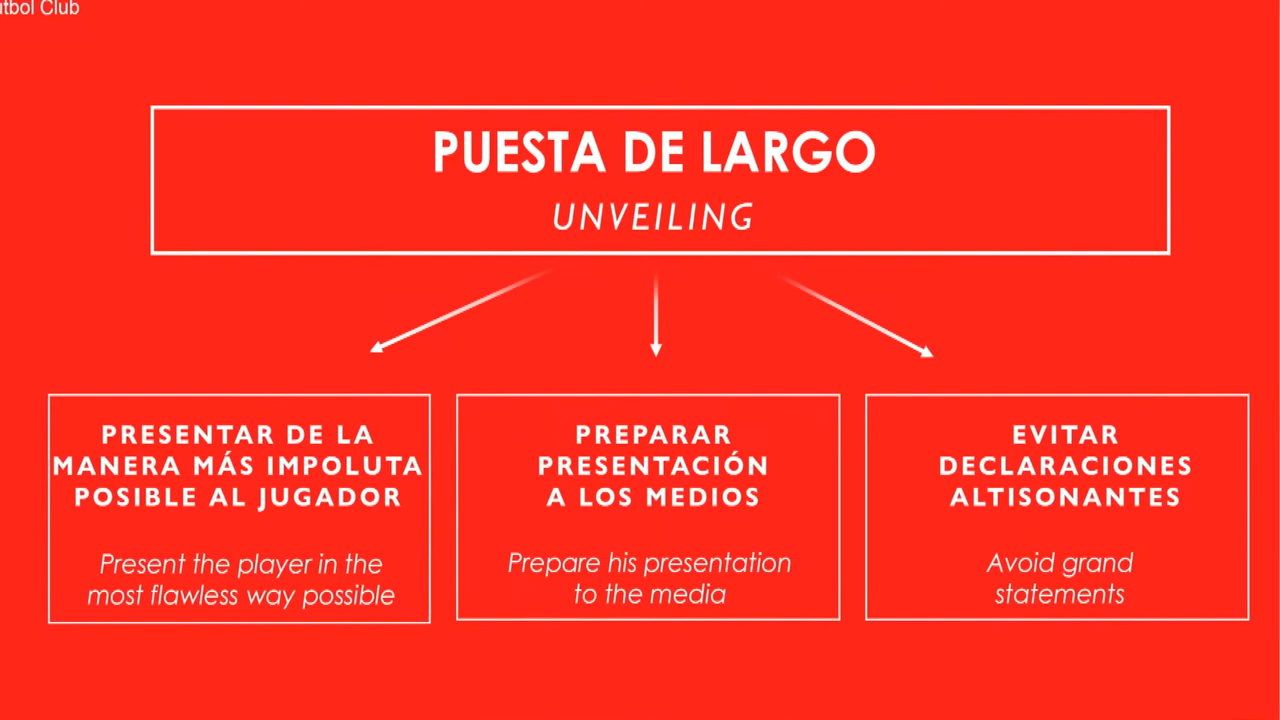 Club
PUESTA DE LARGO
UNVEILING
PRESENTAR DE LA
MANERA MÁS IMPOLUTA
POSIBLE AL JUGADOR
Present the player in the
most flawless way possible
PREPARAR
PRESENTACIÓN
A LOS MEDIOS
Prepare his presentation
to the media
EVITAR
DECLARACIONES
ALTISONANTES
Avoid grand
statements